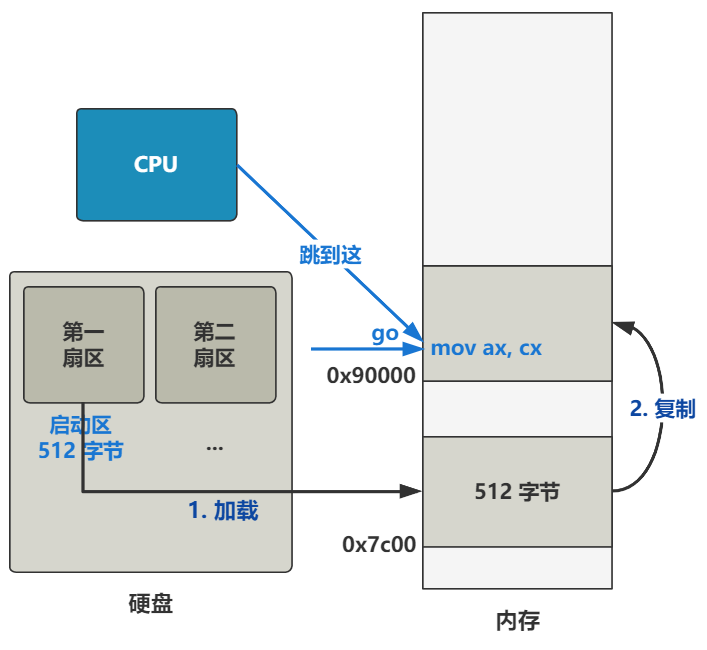 CPU
跳到这
第一
扇区
第二
扇区
go
mov ax, cx
0x90000
启动区
512 字节
...
2. 复制
512 字节
1. 加载
0x7c00
硬盘
内存